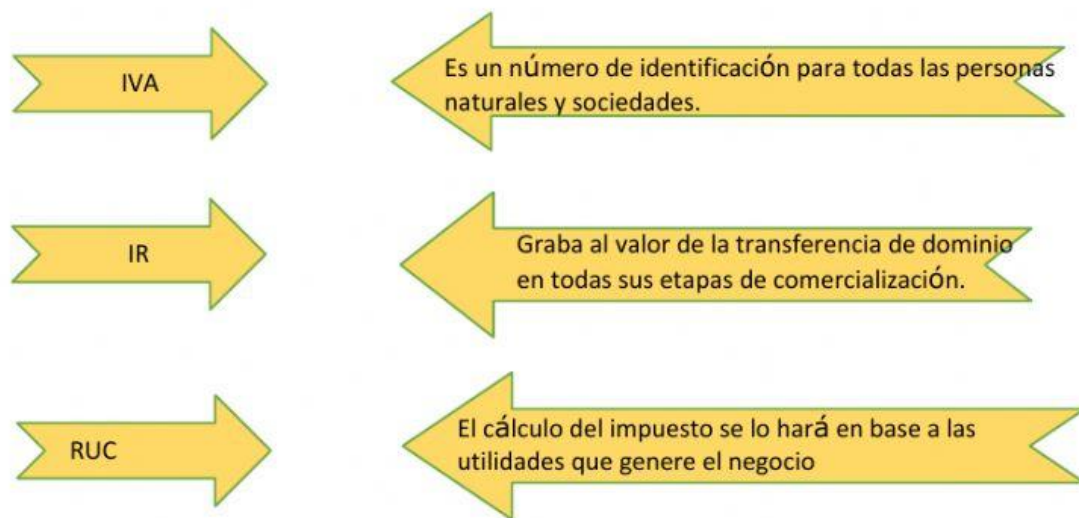 IVA
Es un número de identificación para todas las personas
naturales y sociedades.
IR
Graba al valor de la transferencia de dominio
en todas sus etapas de comercialización.
RUC
El cálculo del impuesto se lo hará en base a las
utilidades que genere el negocio